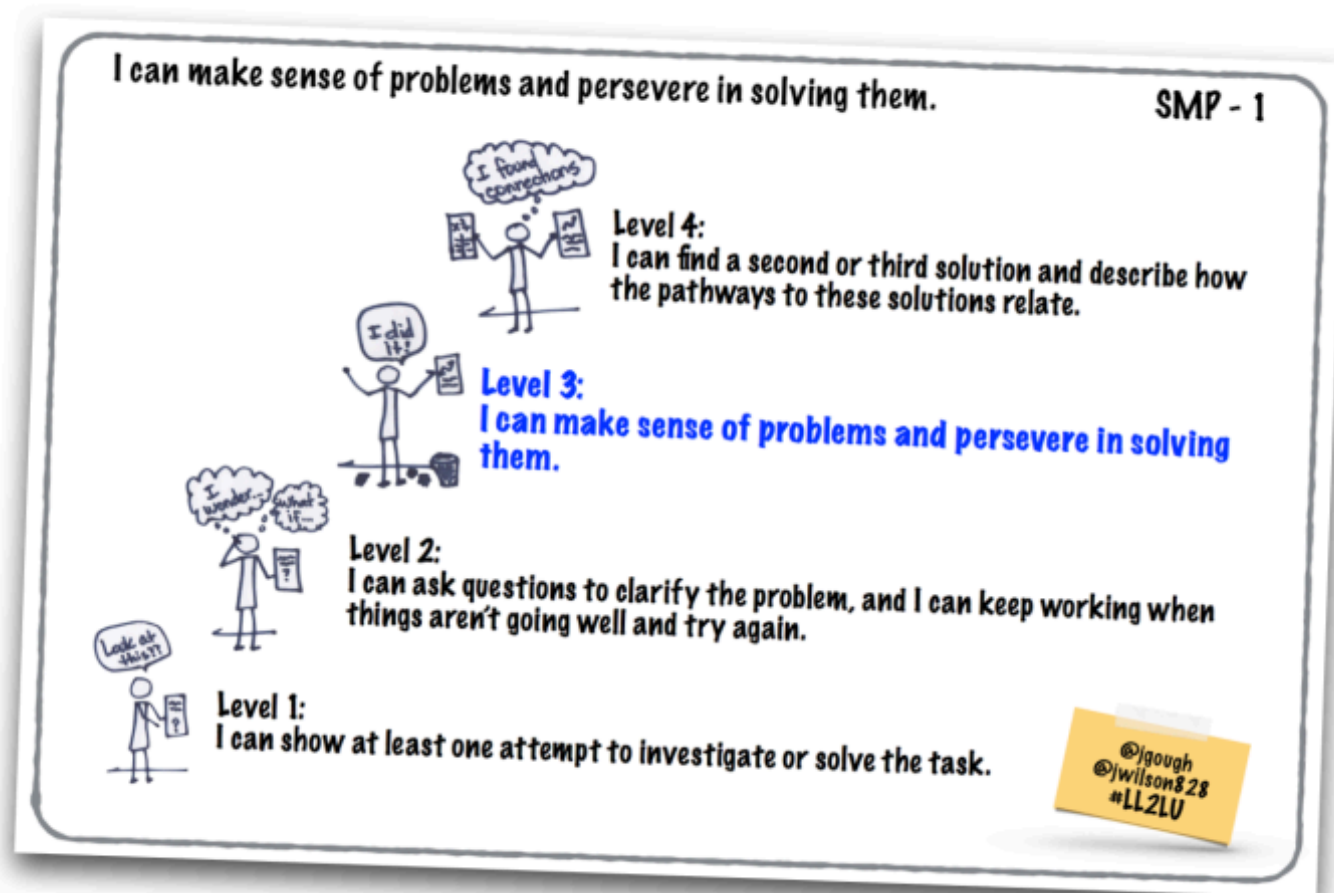 I can make sense of problems and persevere in solving them.
SMP - 1
I found
connections
Level 4:
I can find a second or third solution and describe how
the pathways to these solutions relate.
I did
it!
Level 3:
I can make sense of problems and persevere in solving
them.
I
wonder...
what
if...
?
Level 2:
I can ask questions to clarify the problem, and I can keep working when
things aren't going well and try again.
Look at
this??
?
Level 1:
I can show at least one attempt to investigate or solve the task.
@jgough
@jwilson828
#LL2LU